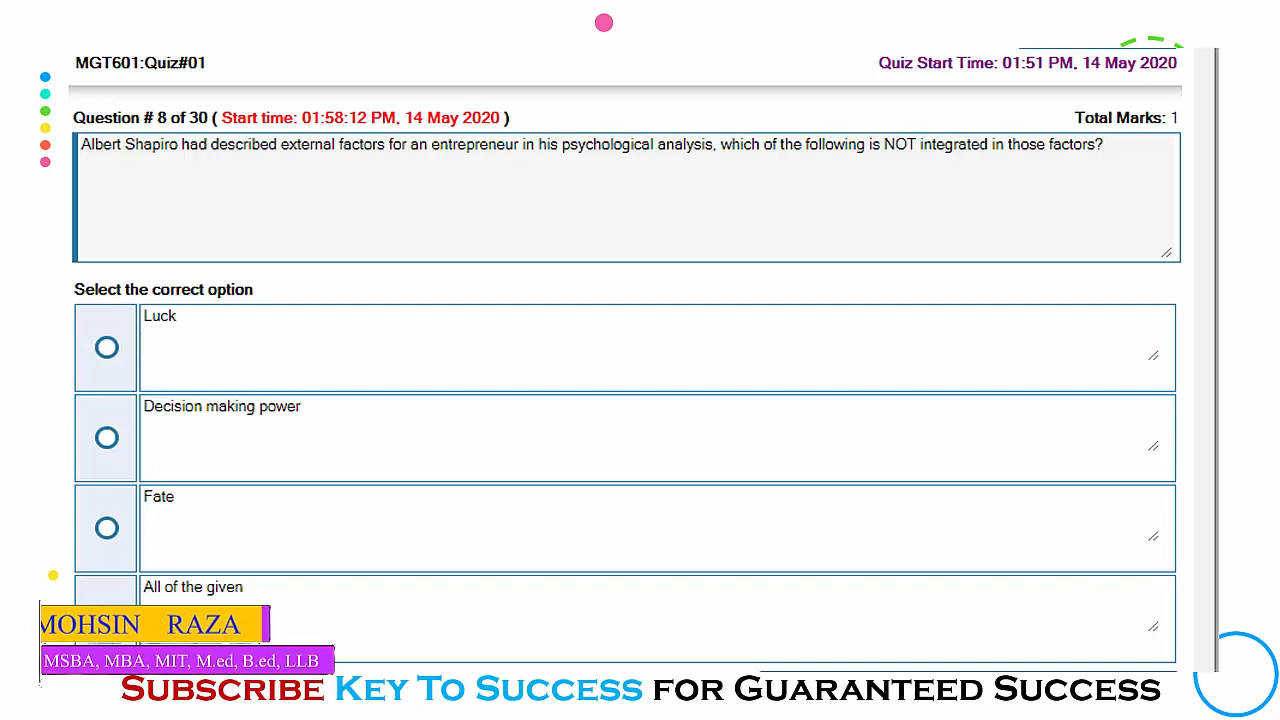 MGT601:Quiz#01
Quiz Start Time: 01:51 PM, 14 May 2020
Question # 8 of 30 ( Start time: 01:58:12 PM, 14 May 2020 )
Total Marks: 1
Albert Shapiro had described external factors for an entrepreneur in his psychological analysis, which of the following is NOT integrated in those factors?
Select the correct option
Luck
Decision making power
Fate
All of the given
MOHSIN RAZA
MSBA, MBA, MIT, M.ed, B.ed, LLB
SUBSCRIBE KEY TO SUCCESS FOR GUARANTEED SUCCESS